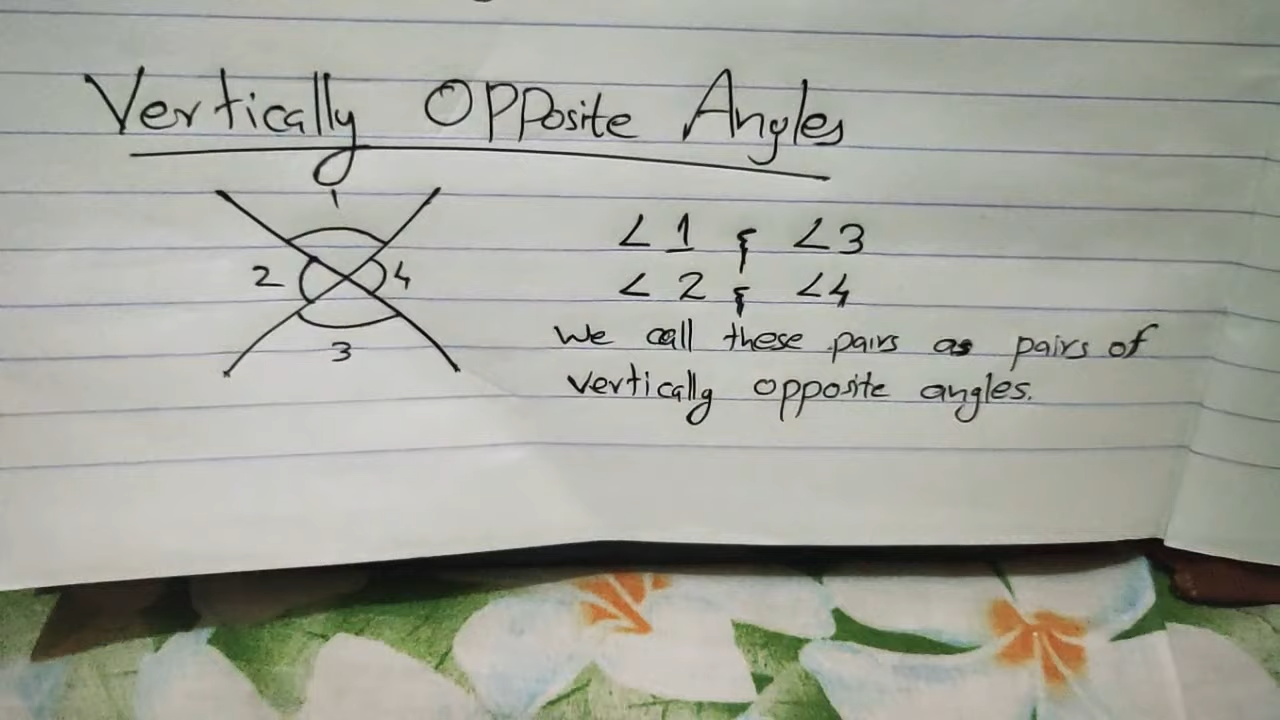 Vertically Opposite Angles
1
2
4
3
∠1 & ∠3
∠2 & ∠4
We call these pairs as pairs of
vertically opposite angles.